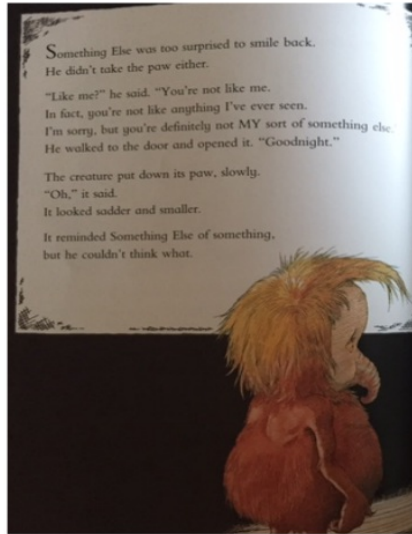 Something Else was too surprised to smile back.
He didn't take the paw either.
"Like me?" he said. "You're not like me.
In fact, you're not like anything I've ever seen.
I'm sorry, but you're definitely not MY sort of something else."
He walked to the door and opened it. "Goodnight."
The creature put down its paw, slowly.
"Oh," it said.
It looked sadder and smaller.
It reminded Something Else of something,
but he couldn't think what.